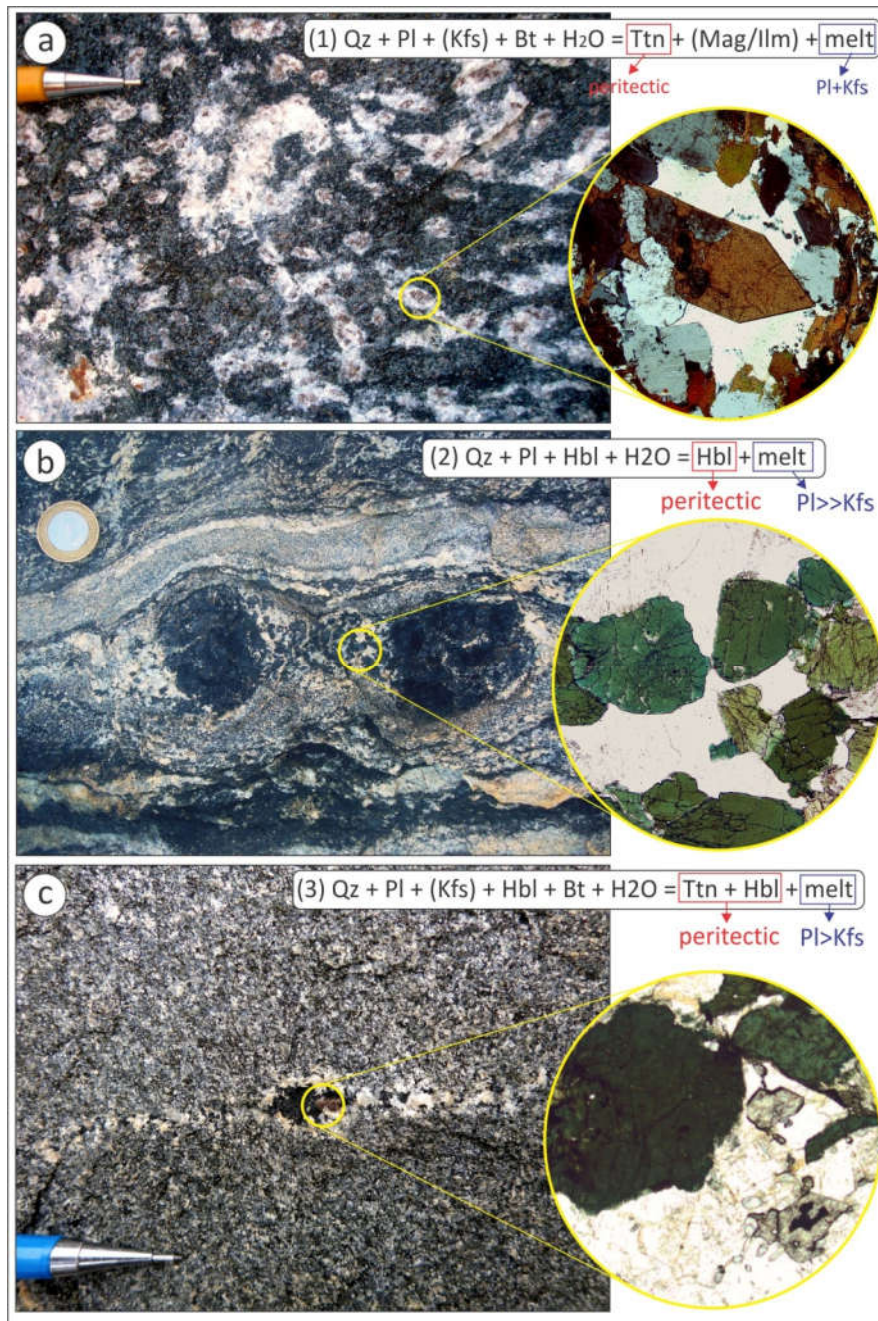 a
(1) Qz + Pl + (Kfs) + Bt + H₂O = Ttn + (Mag/Ilm) + melt
peritectic Pl+Kfs
b
(2) Qz + Pl + Hbl + H2O = Hbl + melt
peritectic Pl>>Kfs
c
(3) Qz + Pl + (Kfs) + Hbl + Bt + H2O = Ttn + Hbl + melt
peritectic Pl>Kfs